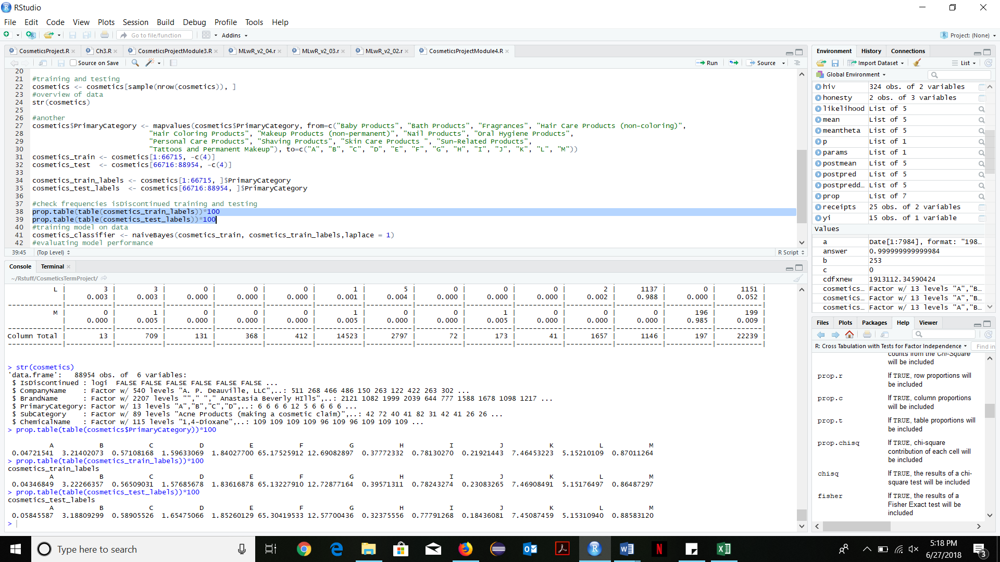 RStudio
File Edit Code View Plots Session Build Debug Profile Tools Help
Go to file/function Addins Project: (None)
CosmeticsProject.R Ch3.R CosmeticsProjectModule3.R MLwR_v2_04.r MLwR_v2_03.r MLwR_v2_02.r CosmeticsProjectModule4.R
Source on Save Run Source
20
21 #training and testing
22 cosmetics <- cosmetics[sample(nrow(cosmetics)), ]
23 #overview of data
24 str(cosmetics)
25
26 #another
27 cosmetics$PrimaryCategory <- mapvalues(cosmetics$PrimaryCategory, from=c("Baby Products", "Bath Products", "Fragrances", "Hair Care Products (non-coloring)",
28 "Hair Coloring Products", "Makeup Products (non-permanent)", "Nail Products", "Oral Hygiene Products",
29 "Personal Care Products", "Shaving Products", "Skin Care Products ", "Sun-Related Products",
30 "Tattoos and Permanent Makeup"), to=c("A", "B", "C", "D", "E", "F", "G", "H", "I", "J", "K", "L", "M"))
31 cosmetics_train <- cosmetics[1:66715, -c(4)]
32 cosmetics_test <- cosmetics[66716:88954, -c(4)]
33
34 cosmetics_train_labels <- cosmetics[1:66715, ]$PrimaryCategory
35 cosmetics_test_labels <- cosmetics[66716:88954, ]$PrimaryCategory
36
37 #check frequencies isDiscontinued training and testing
38 prop.table(table(cosmetics_train_labels))*100
39 prop.table(table(cosmetics_test_labels))*100
40 #training model on data
41 cosmetics_classifier <- naiveBayes(cosmetics_train, cosmetics_train_labels,laplace = 1)
42 #evaluating model performance
39:45 (Top Level) R Script
Console Terminal
~/Rstuff/CosmeticsTermProject/
L | 3 | 3 | 0 | 0 | 0 | 1 | 5 | 0 | 0 | 0 | 2 | 1137 | 0 | 1151 |
| 0.003 | 0.003 | 0.000 | 0.000 | 0.000 | 0.001 | 0.004 | 0.000 | 0.000 | 0.000 | 0.002 | 0.988 | 0.000 | 0.052 |
M | 0 | 1 | 0 | 0 | 0 | 1 | 0 | 0 | 1 | 0 | 0 | 0 | 196 | 199 |
| 0.000 | 0.005 | 0.000 | 0.000 | 0.000 | 0.005 | 0.000 | 0.000 | 0.005 | 0.000 | 0.000 | 0.000 | 0.985 | 0.009 |
Column Total | 13 | 709 | 131 | 368 | 412 | 14523 | 2797 | 72 | 173 | 41 | 1657 | 1146 | 197 | 22239 |
> str(cosmetics)
'data.frame': 88954 obs. of 6 variables:
$ IsDiscontinued : logi FALSE FALSE FALSE FALSE FALSE FALSE ...
$ CompanyName : Factor w/ 540 levels "A. P. Deauville, LLC",..: 511 268 466 486 150 263 122 422 263 302 ...
$ BrandName : Factor w/ 2207 levels ""," "," Anastasia Beverly HIlls",..: 2121 1082 1999 2039 644 777 1588 1678 1098 1217 ...
$ PrimaryCategory: Factor w/ 13 levels "A","B","C","D",..: 6 6 6 6 12 5 6 6 6 6 ...
$ SubCategory : Factor w/ 89 levels "Acne Products (making a cosmetic claim)",..: 42 72 40 41 82 31 42 41 26 26 ...
$ ChemicalName : Factor w/ 115 levels "1,4-Dioxane",..: 109 109 109 109 96 109 96 109 109 109 ...
> prop.table(table(cosmetics$PrimaryCategory))*100
A B C D E F G H I J K L M
0.04721541 3.21402073 0.57108168 1.59633069 1.84027700 65.17525912 12.69082897 0.37772332 0.78130270 0.21921443 7.46453223 5.15210109 0.87011264
> prop.table(table(cosmetics_train_labels))*100
cosmetics_train_labels
A B C D E F G H I J K L M
0.04346849 3.22266357 0.56509031 1.57685678 1.83616878 65.13227910 12.72877164 0.39571311 0.78243274 0.23083265 7.46908491 5.15176497 0.86487297
> prop.table(table(cosmetics_test_labels))*100
cosmetics_test_labels
A B C D E F G H I J K L M
0.05845587 3.18809299 0.58905526 1.65475066 1.85260129 65.30419533 12.57700436 0.32375556 0.77791268 0.18436081 7.45087459 5.15310940 0.88583120
>
Environment History Connections
Import Dataset List
Global Environment
hiv 324 obs. of 2 variables
honesty 2 obs. of 3 variables
likelihood List of 5
mean List of 5
meantheta List of 5
p List of 1
params List of 1
postmean List of 5
postpred List of 5
postpredd... List of 5
prop List of 7
receipts 25 obs. of 2 variables
yi 15 obs. of 1 variable
Values
a Date[1:7984], format: "198...
answer 0.999999999999984
b 253
c 0
cdfxnew 1913112.34590424
cosmetics... Factor w/ 13 levels "A","B...
cosmetics... Factor w/ 13 levels "A","B...
cosmetics... Factor w/ 13 levels "A","B...
Files Plots Packages Help Viewer
R: Cross Tabulation with Tests for Factor Independence Find in
counts from the Chi-Square
will be included
prop.r If TRUE, row proportions will
be included
prop.c If TRUE, column proportions
will be included
prop.t If TRUE, table proportions will
be included
prop.chisq If TRUE, chi-square
contribution of each cell will
be included
chisq If TRUE, the results of a chi-
square test will be included
fisher If TRUE, the results of a
Fisher Exact test will be
included
Type here to search
5:18 PM
6/27/2018
3